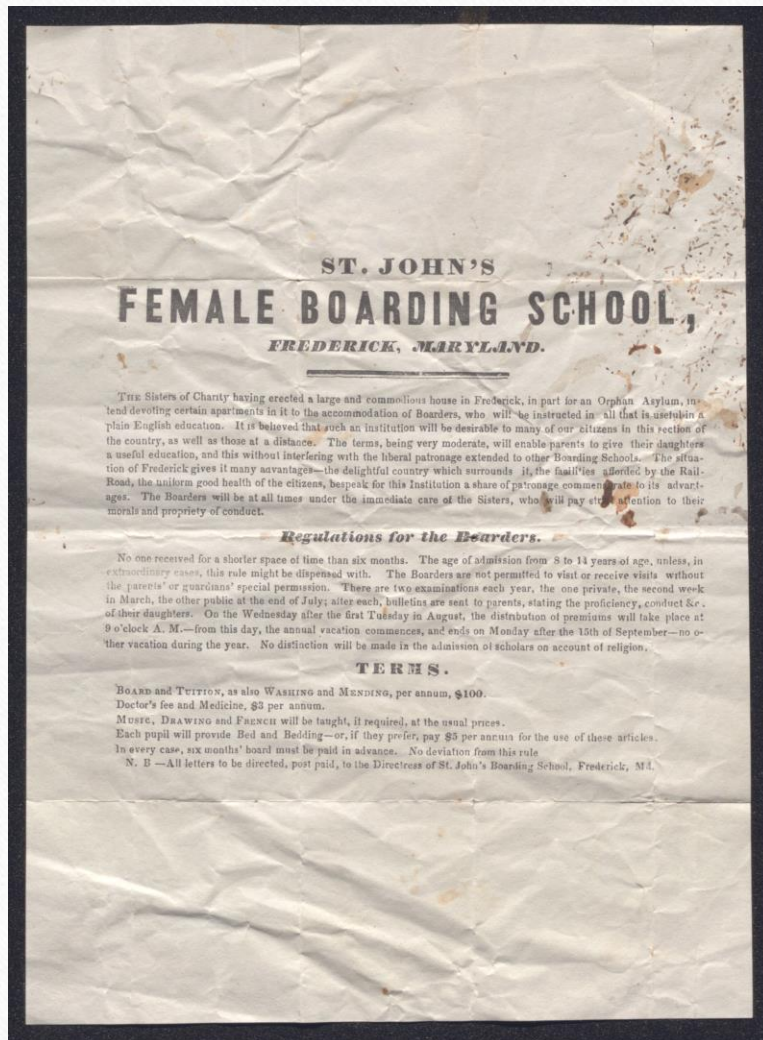 ST. JOHN'S
FEMALE BOARDING SCHOOL,
FREDERICK, MARYLAND.
THE Sisters of Charity having erected a large and commodious house in Frederick, in part for an Orphan Asylum, in-
tend devoting certain apartments in it to the accommodation of Boarders, who will be instructed in all that is useful in a
plain English education. It is believed that such an institution will be desirable to many of our citizens in this section of
the country, as well as those at a distance. The terms, being very moderate, will enable parents to give their daughters
a useful education, and this without interfering with the liberal patronage extended to other Boarding Schools. The situa-
tion of Frederick gives it many avantages—the delightful country which surrounds it, the facilities afforded by the Rail-
Road, the uniform good health of the citizens, bespeak for this Institution a share of patronage commensurate to its advant-
ages. The Boarders will be at all times under the immediate care of the Sisters, who will pay strict attention to their
morals and propriety of conduct.
Regulations for the Boarders.
No one received for a shorter space of time than six months. The age of admission from 8 to 14 years of age, unless, in
extraordinary cases, this rule might be dispensed with. The Boarders are not permitted to visit or receive visits without
the parents' or guardians' special permission. There are two examinations each year, the one private, the second week
in March, the other public at the end of July; after each, bulletins are sent to parents, stating the proficiency, conduct &c.
of their daughters. On the Wednesday after the first Tuesday in August, the distribution of premiums will take place at
9 o'clock A. M.—from this day, the annual vacation commences, and ends on Monday after the 15th of September—no o-
ther vacation during the year. No distinction will be made in the admission of scholars on account of religion.
TERMS.
BOARD and TUITION, as also WASHING and MENDING, per annum, $100.
Doctor's fee and Medicine, $3 per annum.
MUSIC, DRAWING and FRENCH will be taught, if required, at the usual prices.
Each pupil will provide Bed and Bedding—or, if they prefer, pay $5 per annum for the use of these articles.
In every case, six months' board must be paid in advance. No deviation from this rule
N. B —All letters to be directed, post paid, to the Directress of St. John's Boarding School, Frederick, Md.